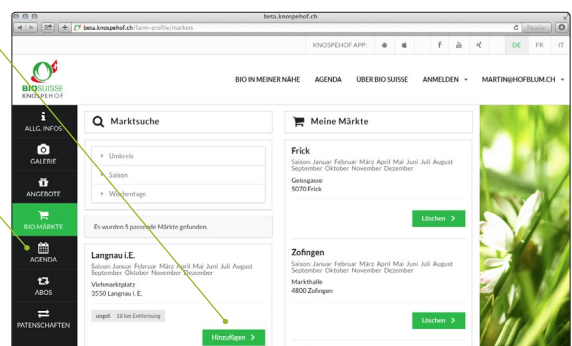 beta.knospehof.ch
beta.knospehof.ch/farm-profile/markets
KNOSPEHOF APP:
DE FR IT
BIOSUISSE
KNOSPEHOF
BIO IN MEINER NÄHE AGENDA ÜBER BIO SUISSE ANMELDEN MARTIN@HOFBLUM.CH
ALLG. INFOS
GALERIE
ANGEBOTE
BIO MÄRKTE
AGENDA
ABOS
PATENSCHAFTEN
Marktsuche
Umkreis
Saison
Wochentage
Es wurden 5 passende Märkte gefunden.
Langnau i.E.
Saison: Januar Februar März April Mai Juni Juli August
September Oktober November Dezember
Viehmarktplatz
3550 Langnau i. E.
ungef. 18 km Entfernung
Hinzufügen >
Meine Märkte
Frick
Saison: Januar Februar März April Mai Juni Juli August
September Oktober November Dezember
Geissgasse
5070 Frick
Löschen >
Zofingen
Saison: Januar Februar März April Mai Juni Juli August
September Oktober November Dezember
Markthalle
4800 Zofingen
Löschen >